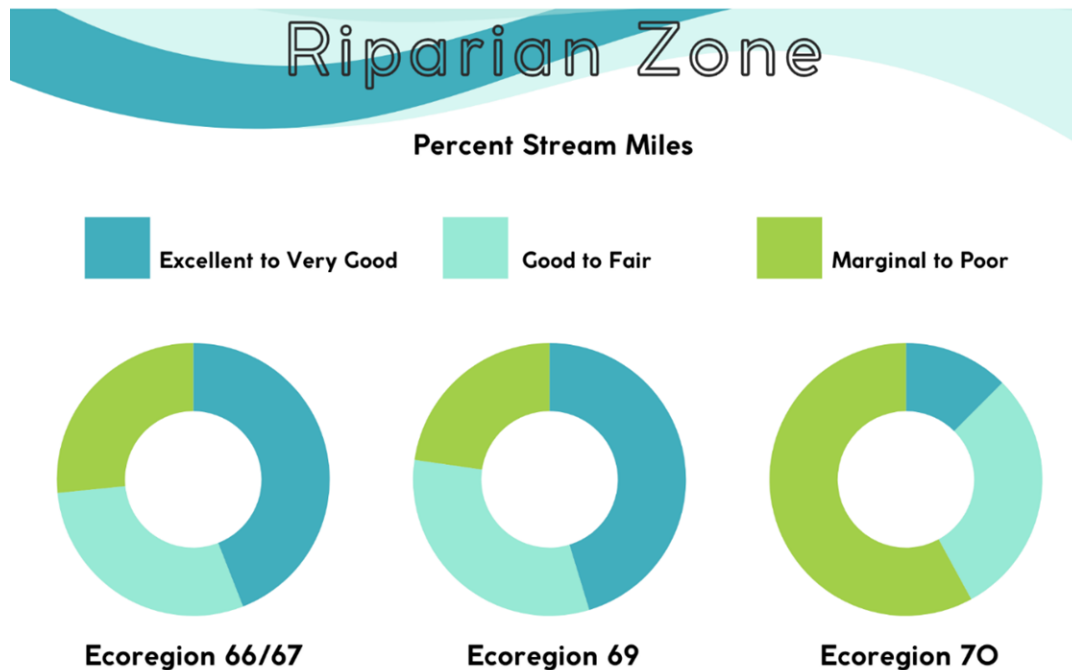 Riparian Zone
Percent Stream Miles
Excellent to Very Good
Good to Fair
Marginal to Poor
Ecoregion 66/67
Ecoregion 69
Ecoregion 70